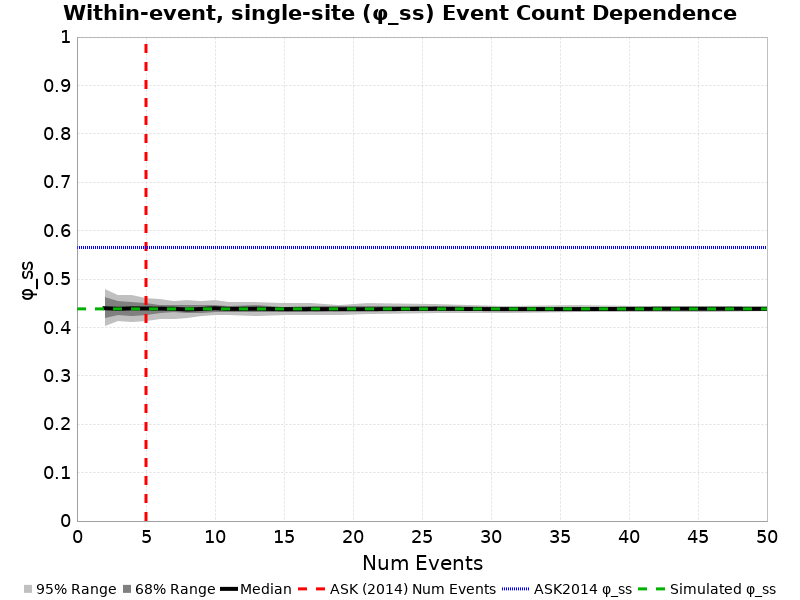 Within-event, single-site (φ_ss) Event Count Dependence
1
0.9
0.8
0.7
0.6
0.5
0.4
0.3
0.2
0.1
0
φ_ss
0 5 10 15 20 25 30 35 40 45 50
Num Events
95% Range 68% Range Median ASK (2014) Num Events ASK2014 φ_ss Simulated φ_ss